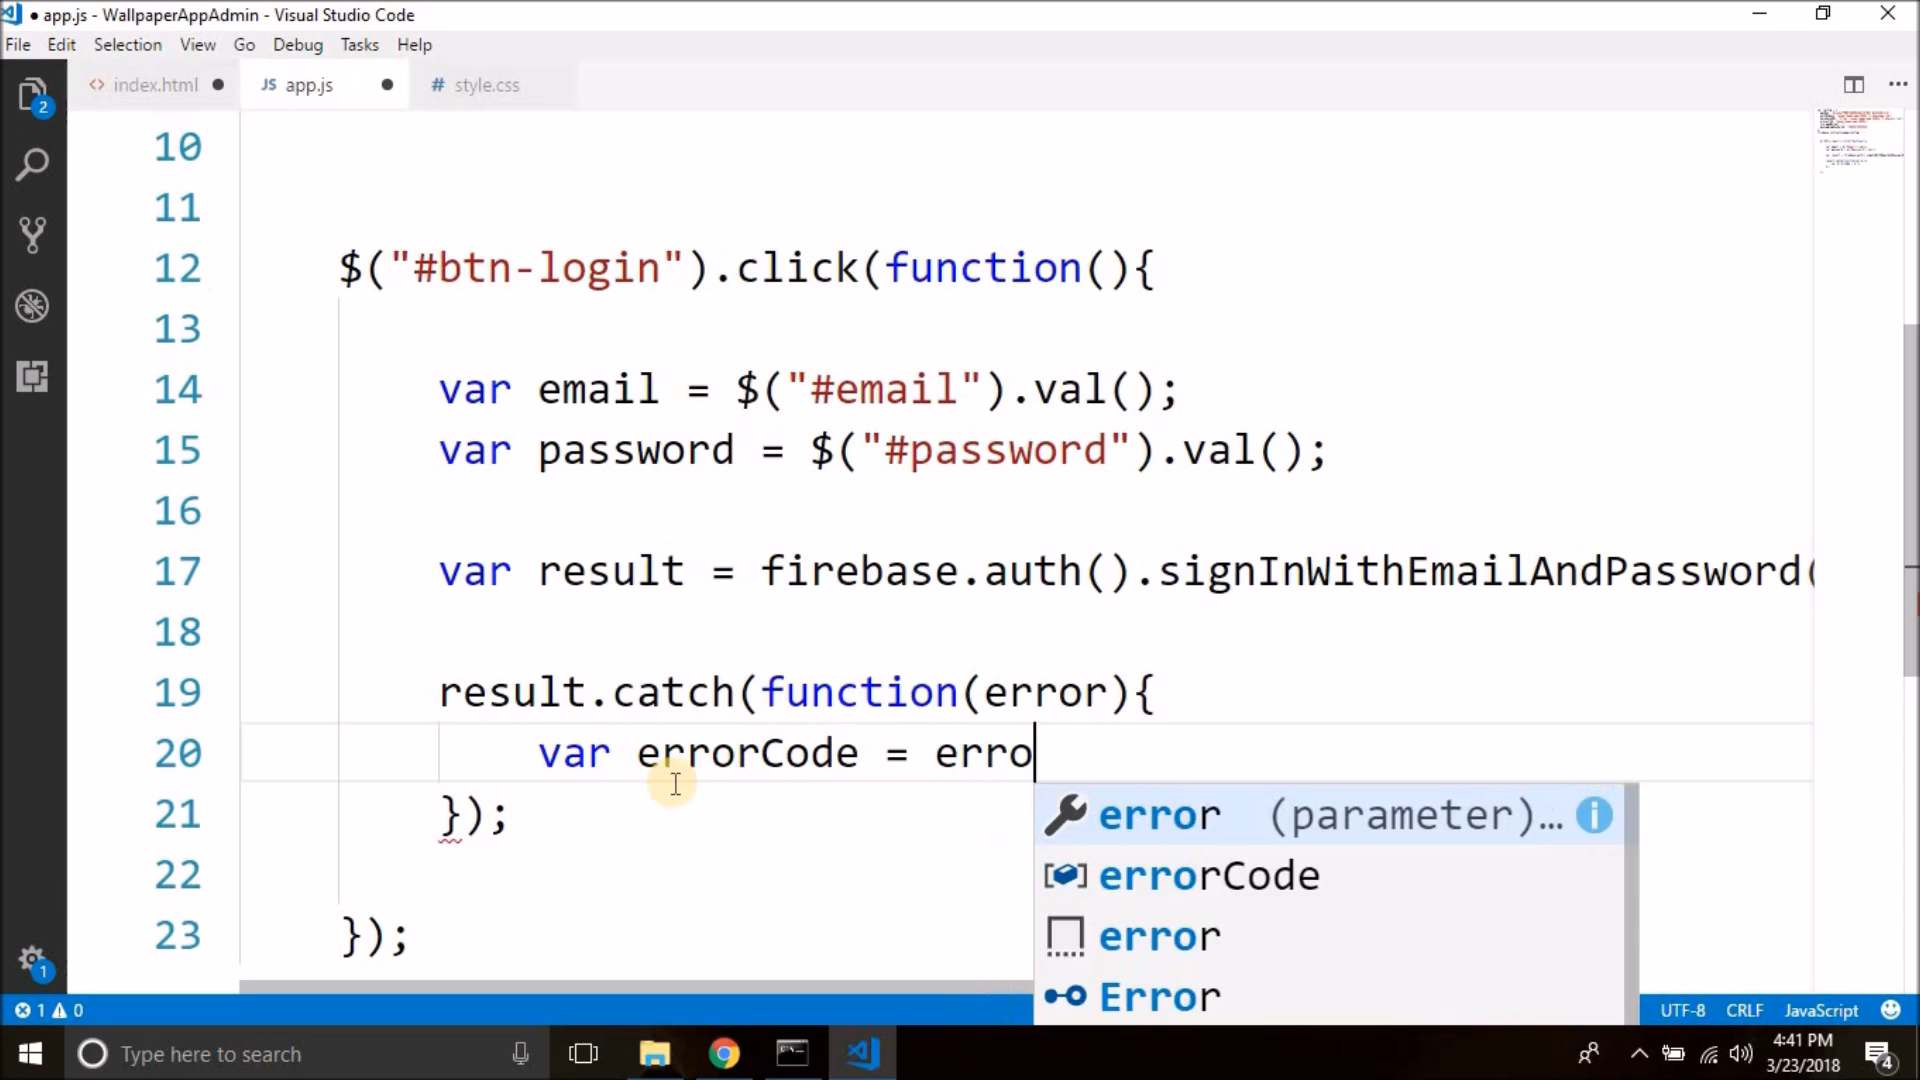 app.js - WallpaperAppAdmin - Visual Studio Code
File Edit Selection View Go Debug Tasks Help
<> index.html JS app.js # style.css
2
10
11
12 $("#btn-login").click(function(){
13
14 var email = $("#email").val();
15 var password = $("#password").val();
16
17 var result = firebase.auth().signInWithEmailAndPassword(
18
19 result.catch(function(error){
20 var errorCode = erro
21 });
error (parameter)...
22
errorCode
23 });
error
Error
1
1 0
UTF-8 CRLF JavaScript
Type here to search
4:41 PM
3/23/2018
4